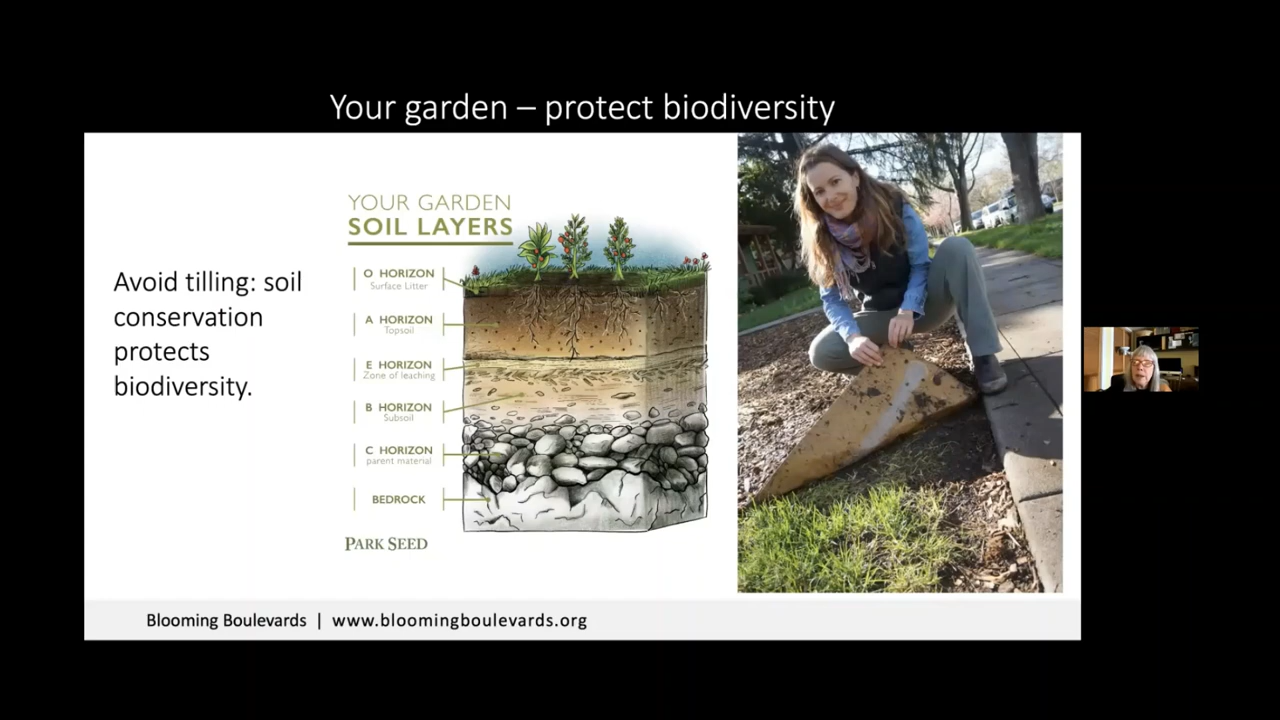 Your garden – protect biodiversity
Avoid tilling: soil
conservation
protects
biodiversity.
YOUR GARDEN
SOIL LAYERS
O HORIZON
Surface Litter
A HORIZON
Topsoil
E HORIZON
Zone of leaching
B HORIZON
Subsoil
C HORIZON
parent material
BEDROCK
PARK SEED
Blooming Boulevards | www.bloomingboulevards.org